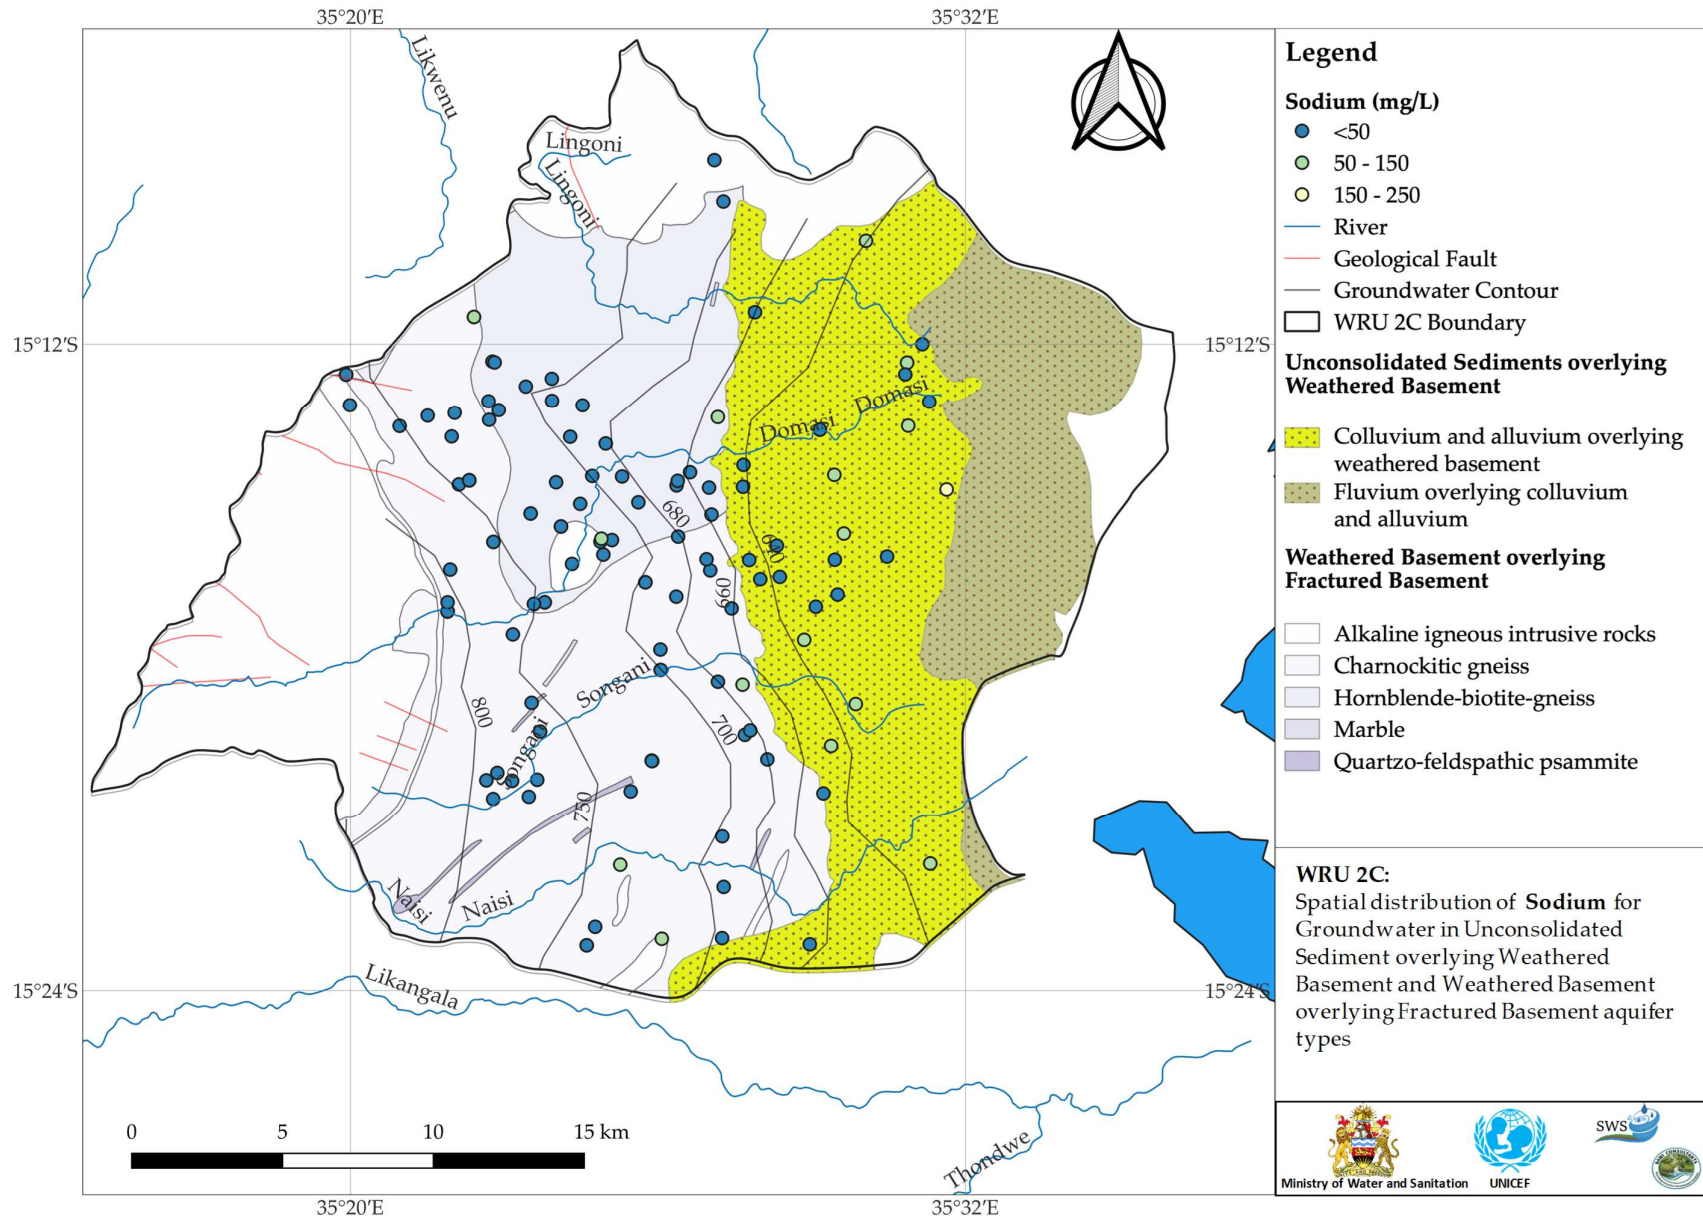 35°20'E
35°32'E
Likwenu
Lingoni
Lingoni
15°12'S
15°12'S
Domasi
Domasi
680
640
660
Songani
800
Songani
700
750
Naisi
Naisi
Likangala
15°24'S
15°24'S
Thondwe
0 5 10 15 km
35°20'E
35°32'E
Legend
Sodium (mg/L)
<50
50 - 150
150 - 250
River
Geological Fault
Groundwater Contour
WRU 2C Boundary
Unconsolidated Sediments overlying
Weathered Basement
Colluvium and alluvium overlying
weathered basement
Fluvium overlying colluvium
and alluvium
Weathered Basement overlying
Fractured Basement
Alkaline igneous intrusive rocks
Charnockitic gneiss
Hornblende-biotite-gneiss
Marble
Quartzo-feldspathic psammite
WRU 2C:
Spatial distribution of Sodium for
Groundwater in Unconsolidated
Sediment overlying Weathered
Basement and Weathered Basement
overlying Fractured Basement aquifer
types
SWS
Ministry of Water and Sanitation
UNICEF